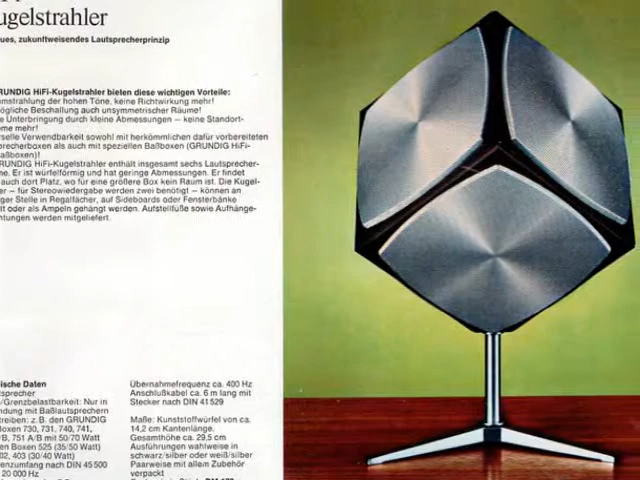 ugelstrahler
ues, zukunftweisendes Lautsprecherprinzip
RUNDIG HiFi-Kugelstrahler bieten diese wichtigen Vorteile:
mstrahlung der hohen Töne, keine Richtwirkung mehr!
ögliche Beschallung auch unsymmetrischer Räume!
e Unterbringung durch kleine Abmessungen – keine Standort-
eme mehr!
selle Verwendbarkeit sowohl mit herkömmlichen dafür vorbereiteten
precherboxen als auch mit speziellen Baßboxen (GRUNDIG HiFi-
aßboxen)!
RUNDIG HiFi-Kugelstrahler enthält insgesamt sechs Lautsprecher-
me. Er ist würfelförmig und hat geringe Abmessungen. Er findet
auch dort Platz, wo für eine größere Box kein Raum ist. Die Kugel-
er – für Stereowiedergabe werden zwei benötigt – können an
ger Stelle in Regalfächer, auf Sideboards oder Fensterbänke
lt oder als Ampeln gehängt werden. Aufstellfüße sowie Aufhänge-
htungen werden mitgeliefert.
ische Daten
tsprecher
/Grenzbelastbarkeit: Nur in
ndung mit Baßlautsprechern
treiben: z.B. den GRUNDIG
oxen 730, 731, 740, 741,
/B, 751 A/B mit 50/70 Watt
en Boxen 525 (35/50 Watt)
02, 403 (30/40 Watt)
enzumfang nach DIN 45 500
20 000 Hz
Übernahmefrequenz ca. 400 Hz
Anschlußkabel ca. 6 m lang mit
Stecker nach DIN 41 529
Maße: Kunststoffwürfel von ca.
14,2 cm Kantenlänge.
Gesamthöhe ca. 29,5 cm
Ausführungen wahlweise in
schwarz/silber oder weiß/silber
Paarweise mit allem Zubehör
verpackt